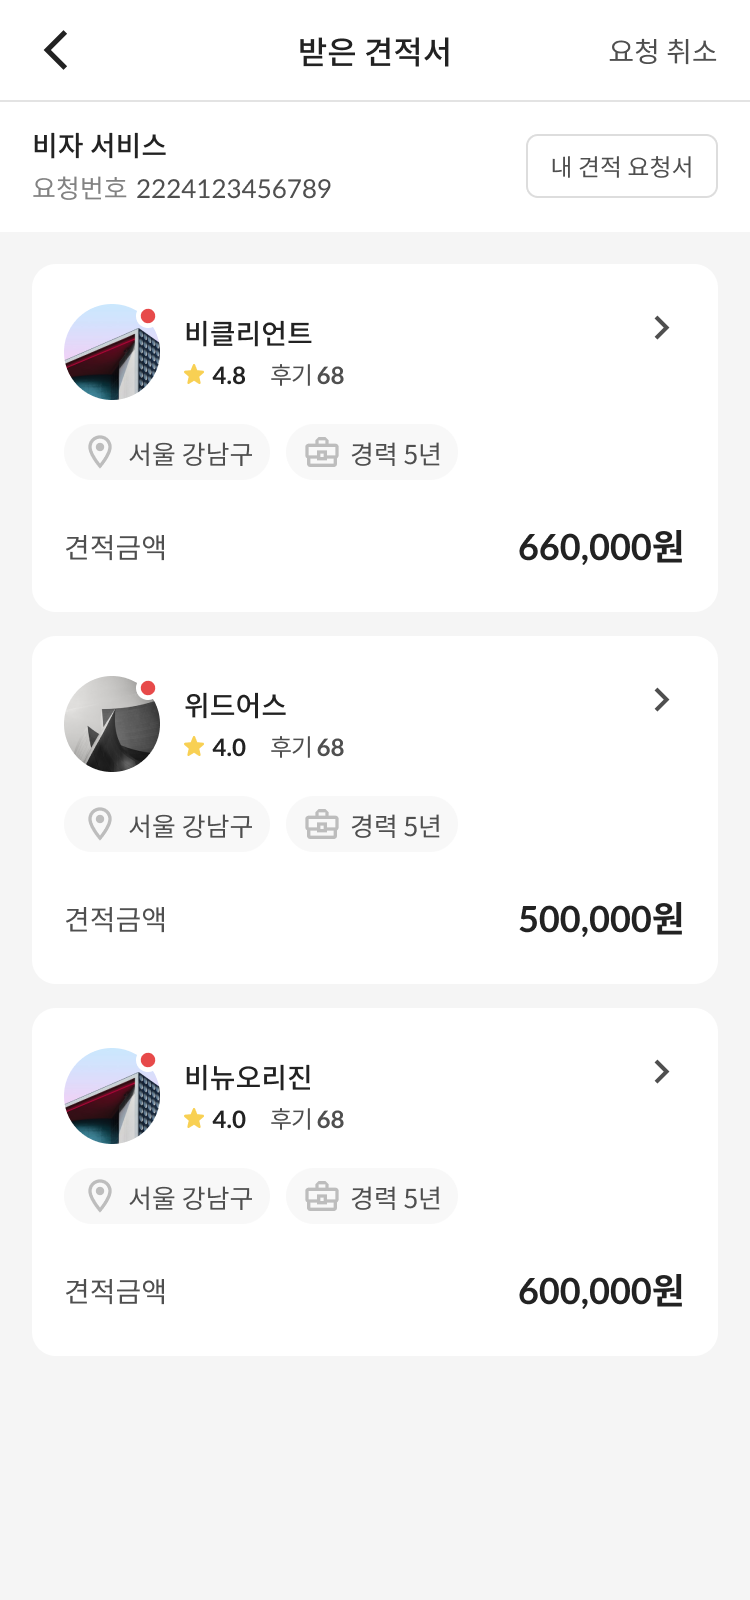 받은 견적서 요청 취소
비자 서비스
요청번호 2224123456789
내 견적 요청서
비클리언트
4.8 후기 68
서울 강남구 경력 5년
견적금액 660,000원
위드어스
4.0 후기 68
서울 강남구 경력 5년
견적금액 500,000원
비뉴오리진
4.0 후기 68
서울 강남구 경력 5년
견적금액 600,000원